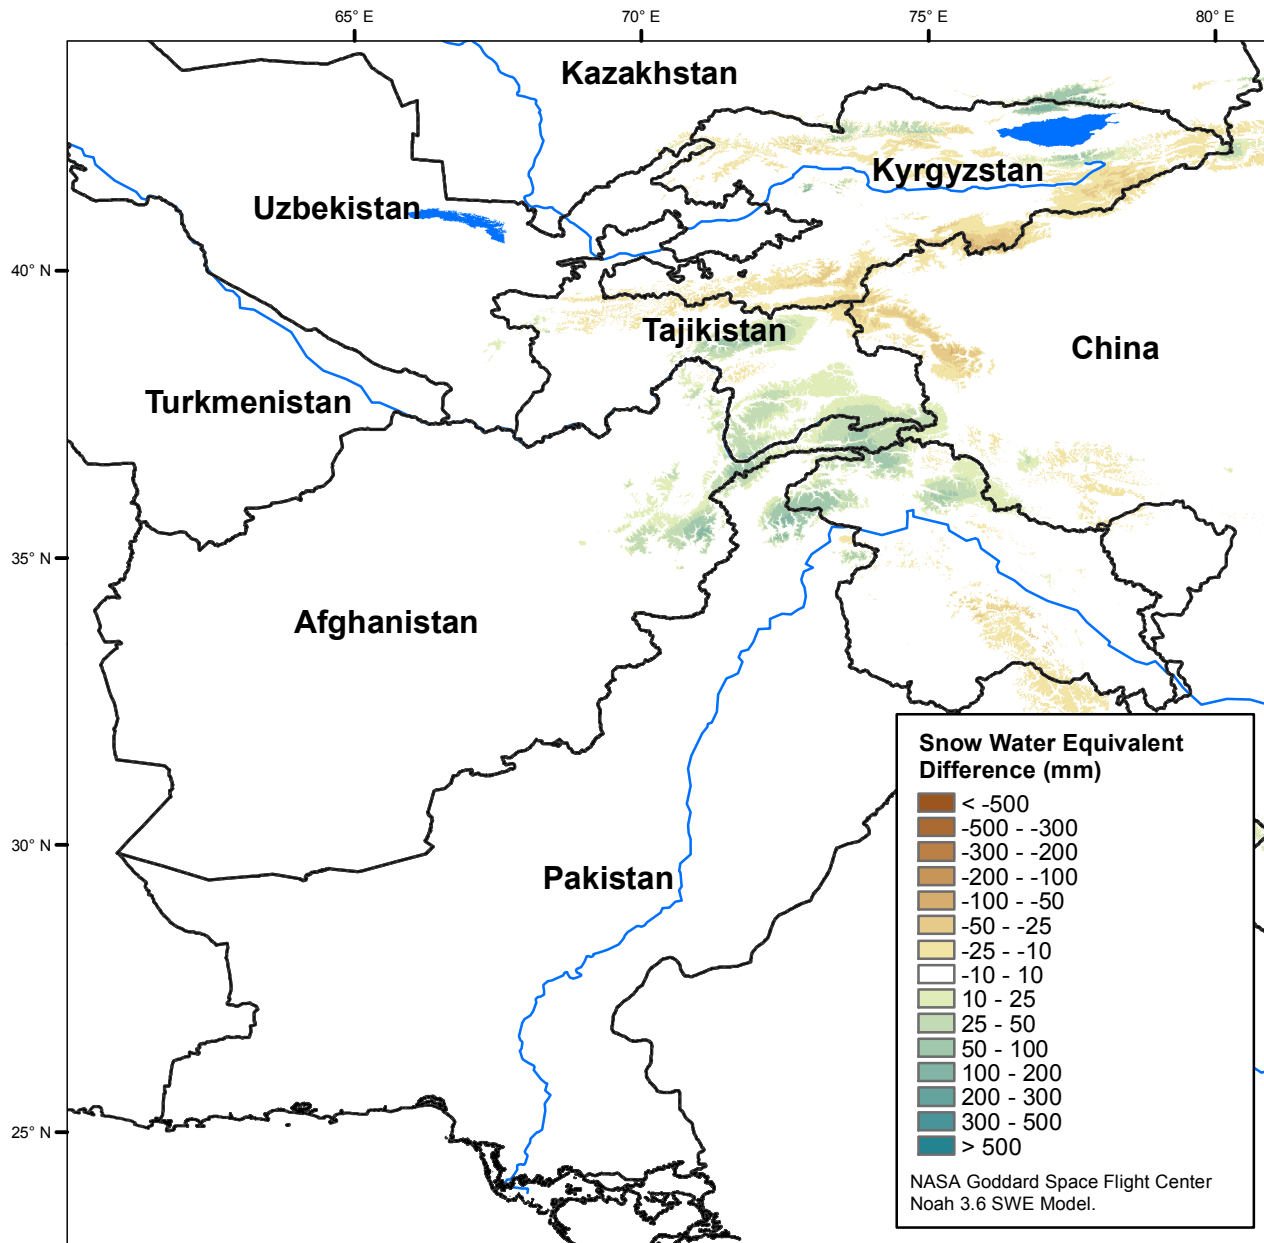 65° E
70° E
75° E
80° E
Kazakhstan
Kyrgyzstan
Uzbekistan
40° N
Tajikistan
China
Turkmenistan
35° N
Afghanistan
Snow Water Equivalent
Difference (mm)
< -500
-500 - -300
-300 - -200
-200 - -100
-100 - -50
-50 - -25
-25 - -10
-10 - 10
10 - 25
25 - 50
50 - 100
100 - 200
200 - 300
300 - 500
> 500
NASA Goddard Space Flight Center
Noah 3.6 SWE Model.
30° N
Pakistan
25° N